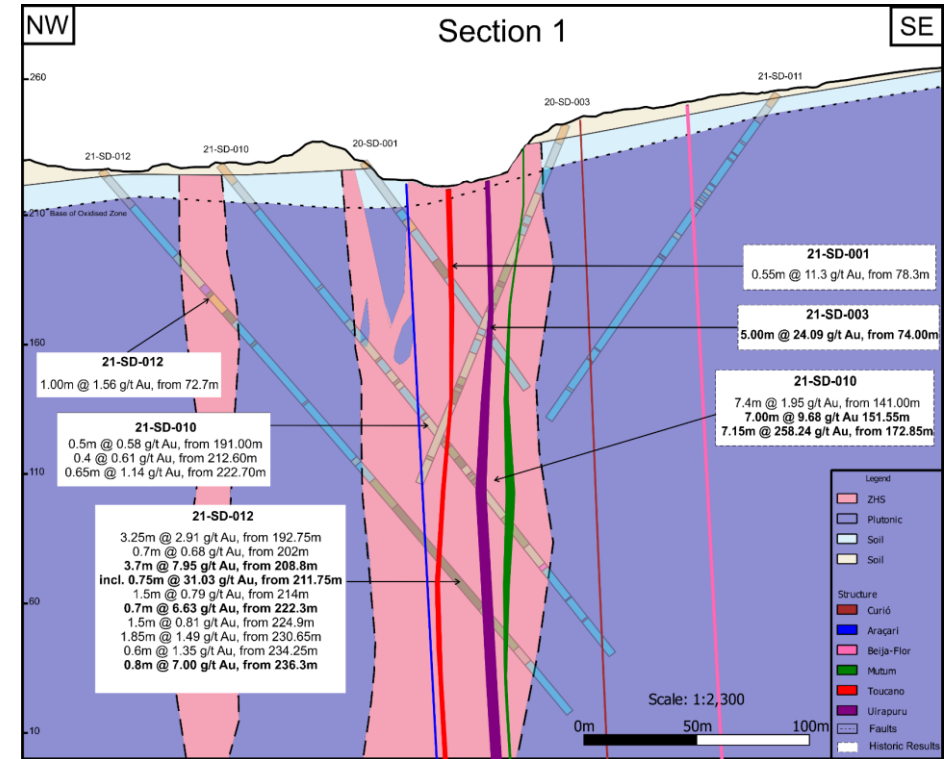 NW
Section 1
SE
260
21-SD-011
20-SD-003
20-SD-001
21-SD-010
21-SD-012
210
Base of Oxidised Zone
21-SD-001
0.55m @ 11.3 g/t Au, from 78.3m
21-SD-003
5.00m @ 24.09 g/t Au, from 74.00m
160
21-SD-012
1.00m @ 1.56 g/t Au, from 72.7m
21-SD-010
7.4m @ 1.95 g/t Au, from 141.00m
7.00m @ 9.68 g/t Au 151.55m
7.15m @ 258.24 g/t Au, from 172.85m
21-SD-010
0.5m @ 0.58 g/t Au, from 191.00m
0.4 @ 0.61 g/t Au, from 212.60m
0.65m @ 1.14 g/t Au, from 222.70m
110
21-SD-012
3.25m @ 2.91 g/t Au, from 192.75m
0.7m @ 0.68 g/t Au, from 202m
3.7m @ 7.95 g/t Au, from 208.8m
incl. 0.75m @ 31.03 g/t Au, from 211.75m
1.5m @ 0.79 g/t Au, from 214m
0.7m @ 6.63 g/t Au, from 222.3m
1.5m @ 0.81 g/t Au, from 224.9m
1.85m @ 1.49 g/t Au, from 230.65m
0.6m @ 1.35 g/t Au, from 234.25m
0.8m @ 7.00 g/t Au, from 236.3m
60
10
Scale: 1:2,300
0m 50m 100m
Legend
ZHS
Plutonic
Soil
Soil
Structure
Curió
Araçari
Beija-Flor
Mutum
Toucano
Uirapuru
Faults
Historic Results